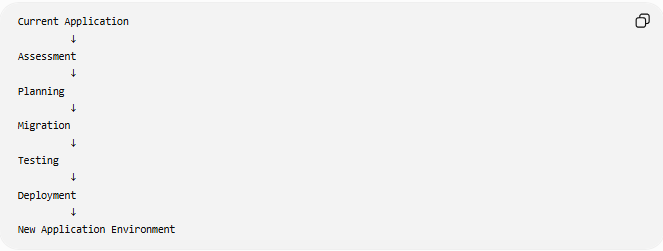 Current Application
↓
Assessment
↓
Planning
↓
Migration
↓
Testing
↓
Deployment
↓
New Application Environment